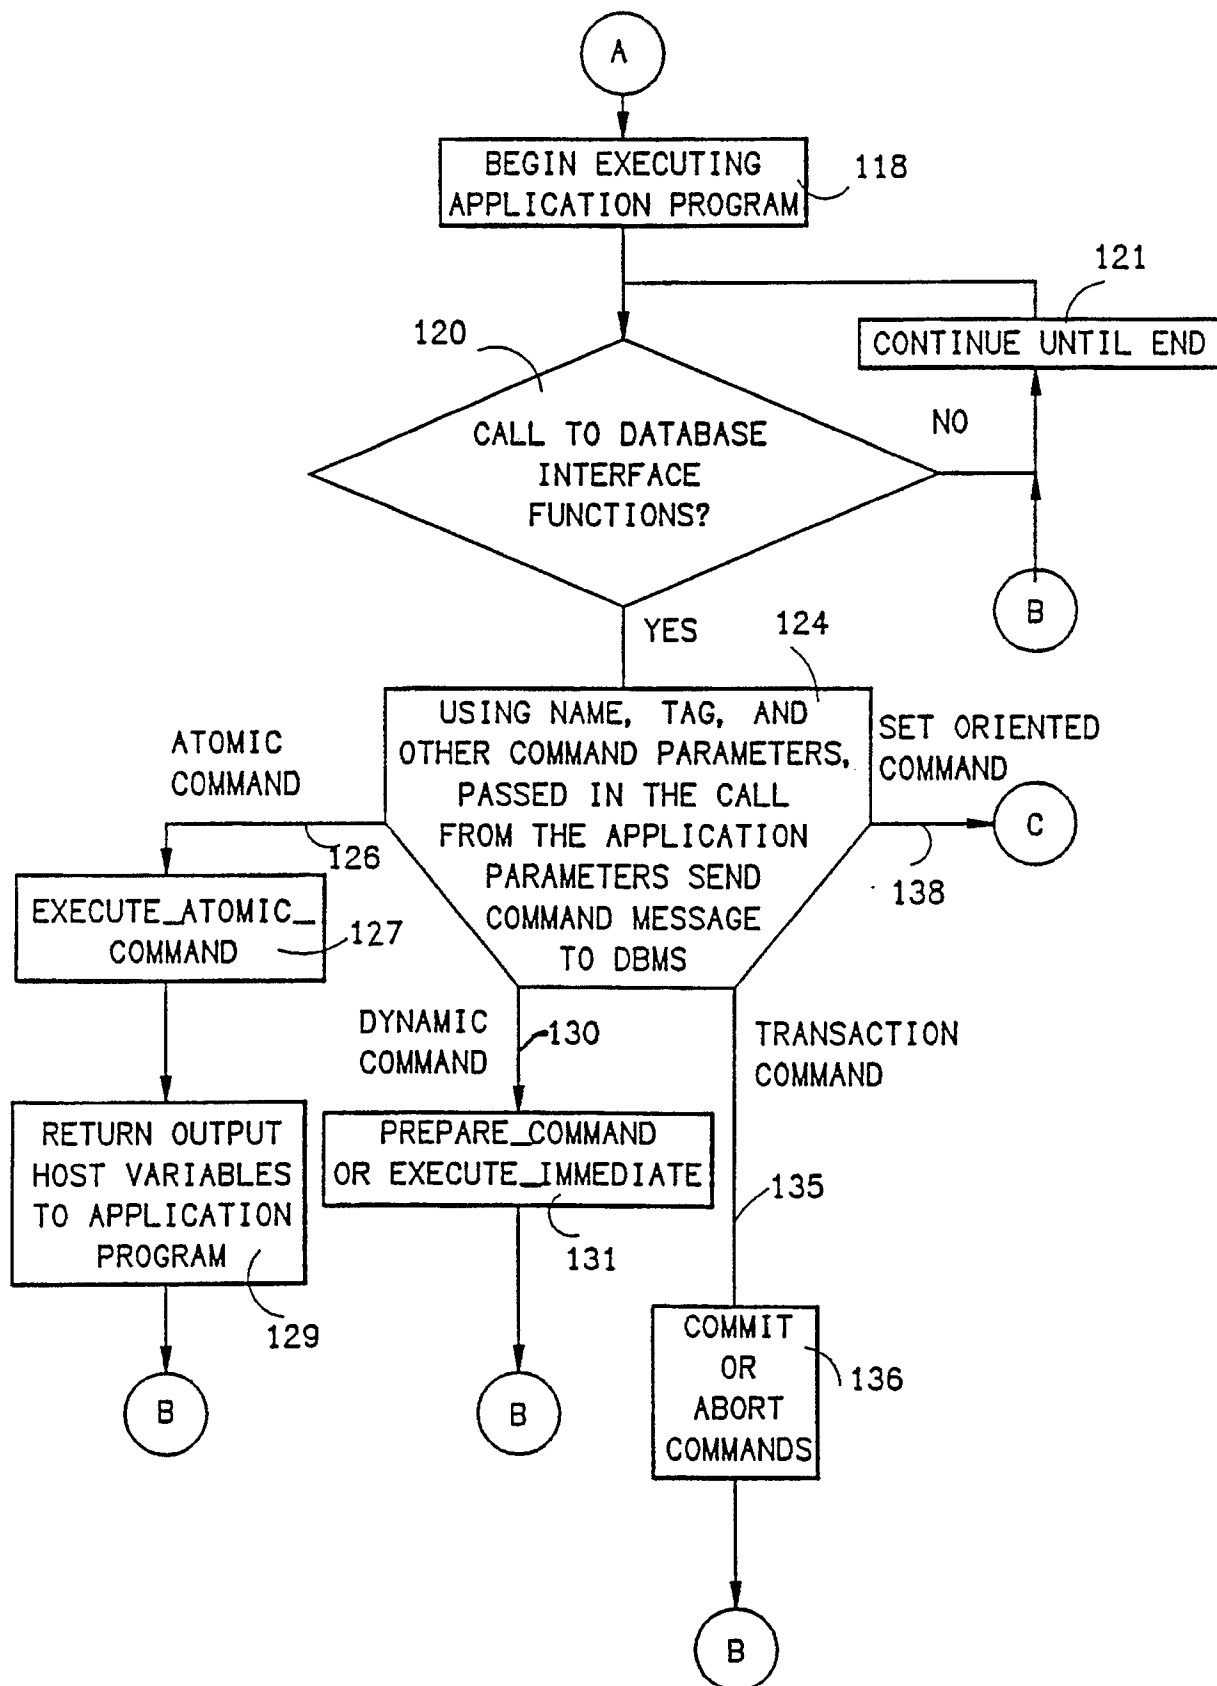 A
BEGIN EXECUTING
APPLICATION PROGRAM
118
121
CONTINUE UNTIL END
120
CALL TO DATABASE
INTERFACE
FUNCTIONS?
NO
B
YES
124
USING NAME, TAG, AND
OTHER COMMAND PARAMETERS,
PASSED IN THE CALL
FROM THE APPLICATION
PARAMETERS SEND
COMMAND MESSAGE
TO DBMS
ATOMIC
COMMAND
SET ORIENTED
COMMAND
C
126
138
EXECUTE_ATOMIC_
COMMAND
127
DYNAMIC
COMMAND
130
TRANSACTION
COMMAND
RETURN OUTPUT
HOST VARIABLES
TO APPLICATION
PROGRAM
129
PREPARE_COMMAND
OR EXECUTE_IMMEDIATE
131
135
COMMIT
OR
ABORT
COMMANDS
136
B
B
B